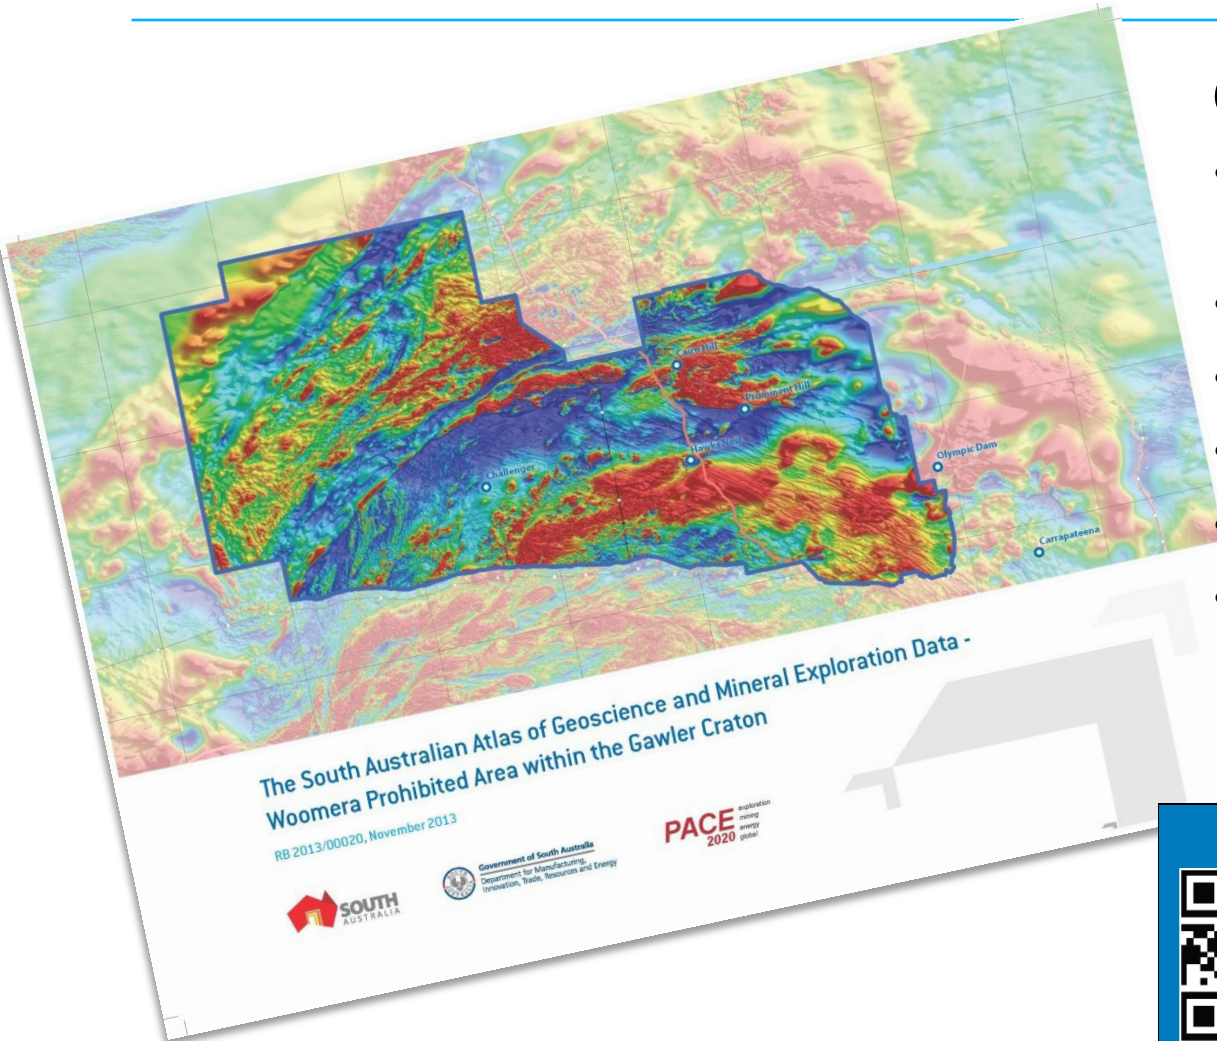 Cairn Hill
Prominent Hill
Hawks Nest
Challenger
Olympic Dam
Carrapateena
The South Australian Atlas of Geoscience and Mineral Exploration Data -
Woomera Prohibited Area within the Gawler Craton
RB 2013/00020, November 2013
SOUTH
AUSTRALIA
Government of South Australia
Department for Manufacturing,
Innovation, Trade, Resources and Energy
PACE
2020
exploration
mining
energy
global